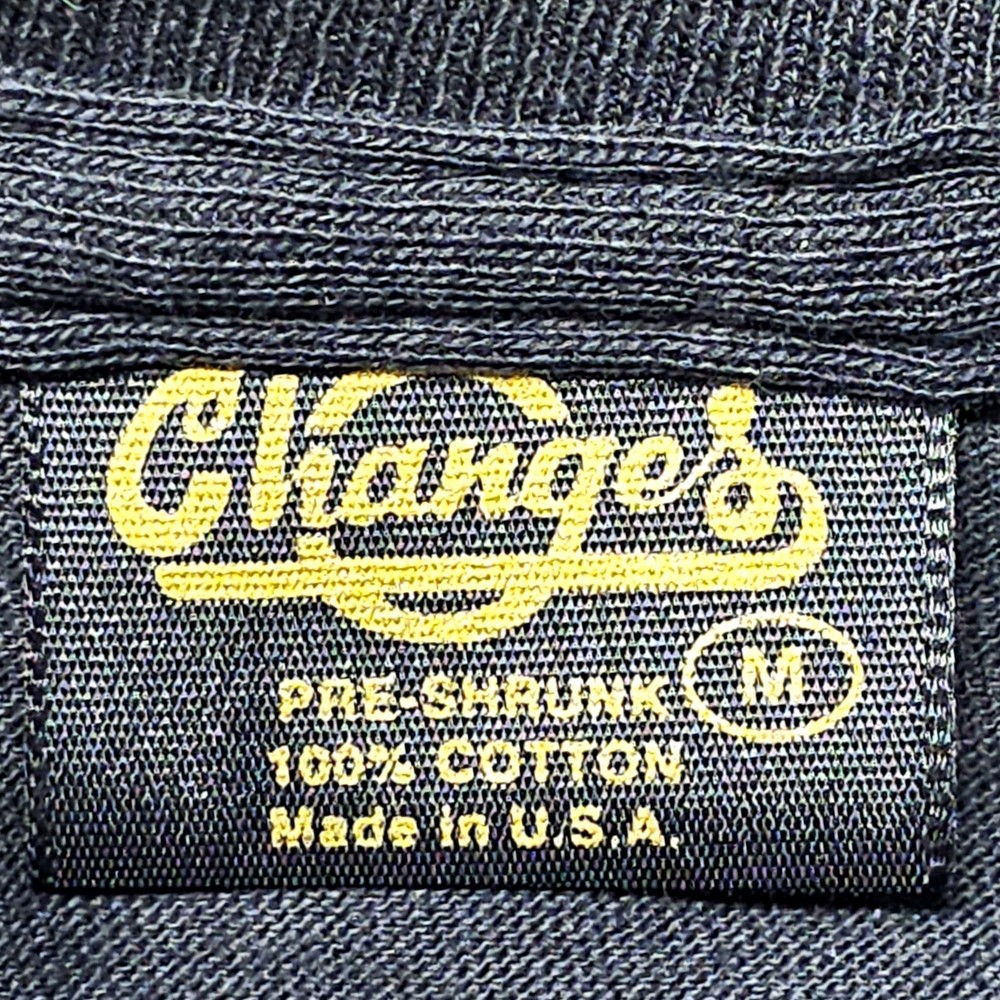 Changes
PRE-SHRUNK M
100% COTTON
Made in U.S.A.